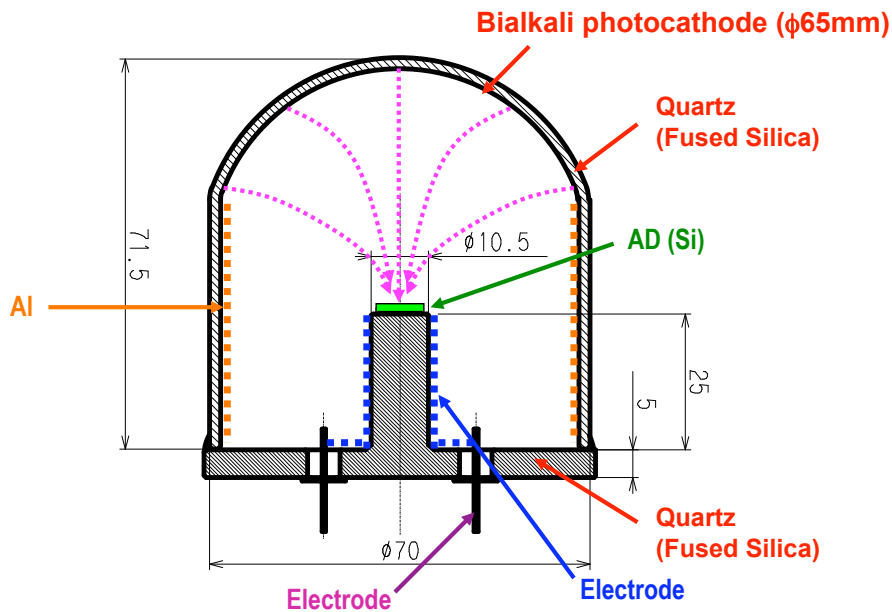 Bialkali photocathode (ϕ65mm)
Quartz
(Fused Silica)
ϕ10.5
AD (Si)
71.5
Al
25
5
Quartz
(Fused Silica)
ϕ70
Electrode
Electrode